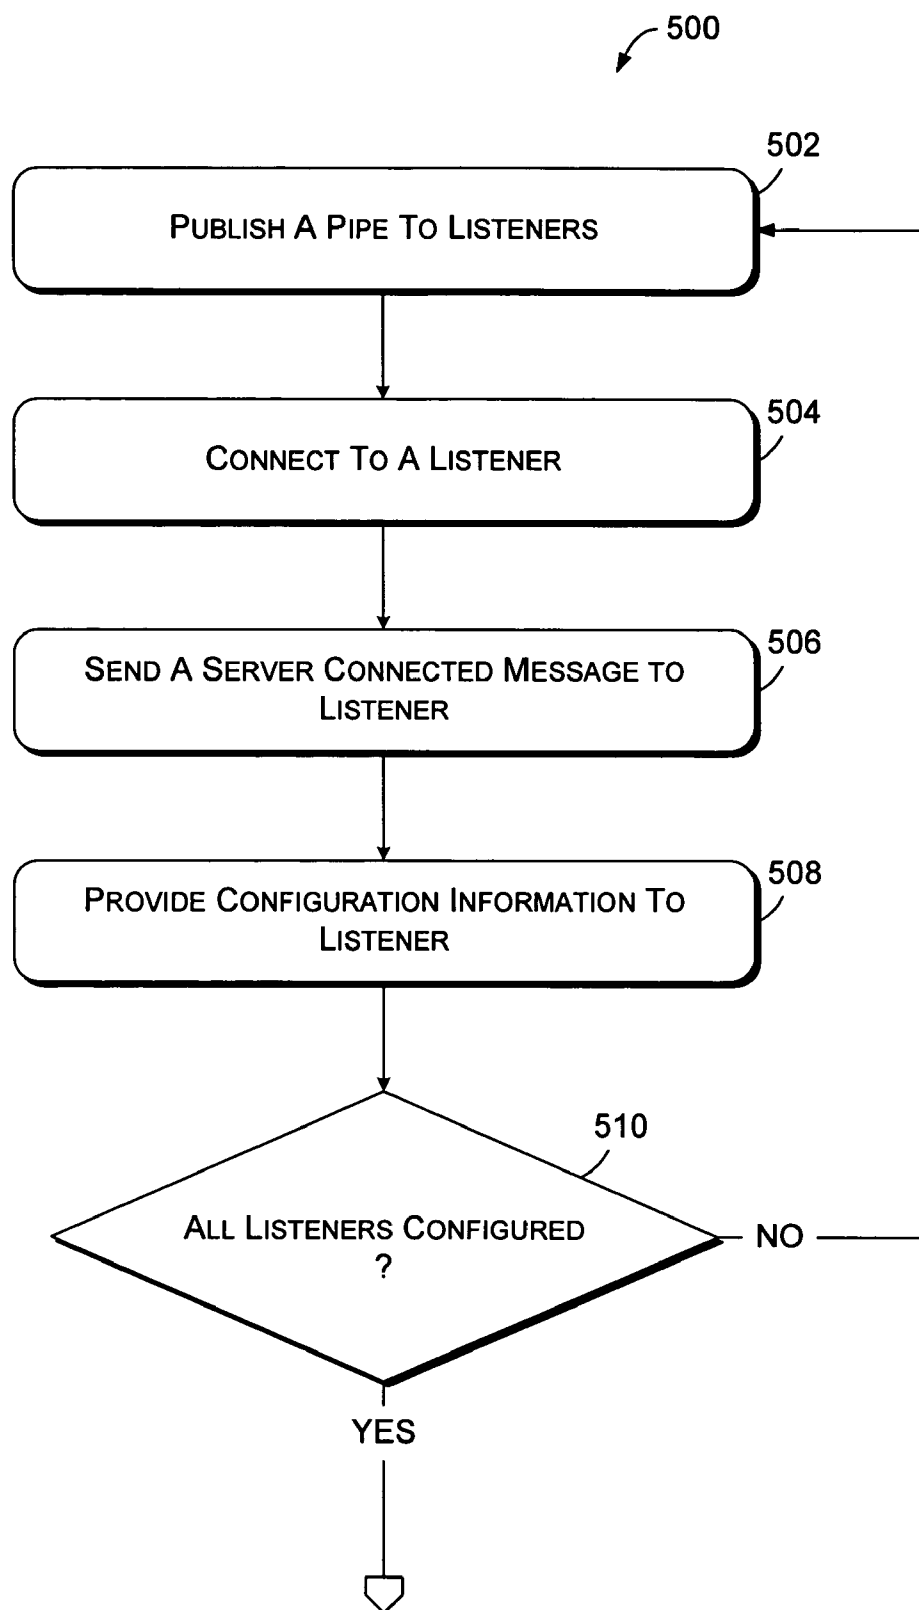 500
502
PUBLISH A PIPE TO LISTENERS
504
CONNECT TO A LISTENER
506
SEND A SERVER CONNECTED MESSAGE TO
LISTENER
508
PROVIDE CONFIGURATION INFORMATION TO
LISTENER
510
ALL LISTENERS CONFIGURED
?
NO
YES